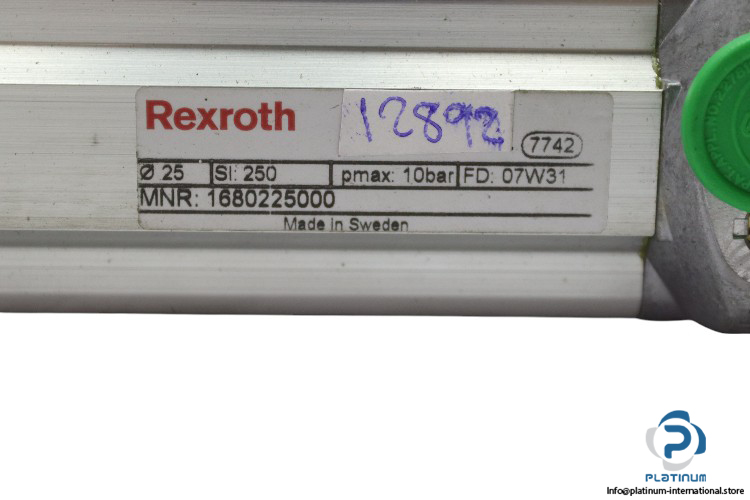 Rexroth
12892
7742
Ø 25 SI: 250 pmax: 10bar FD: 07W31
MNR: 1680225000
Made in Sweden
PLATINUM
Info@platinum-international.store